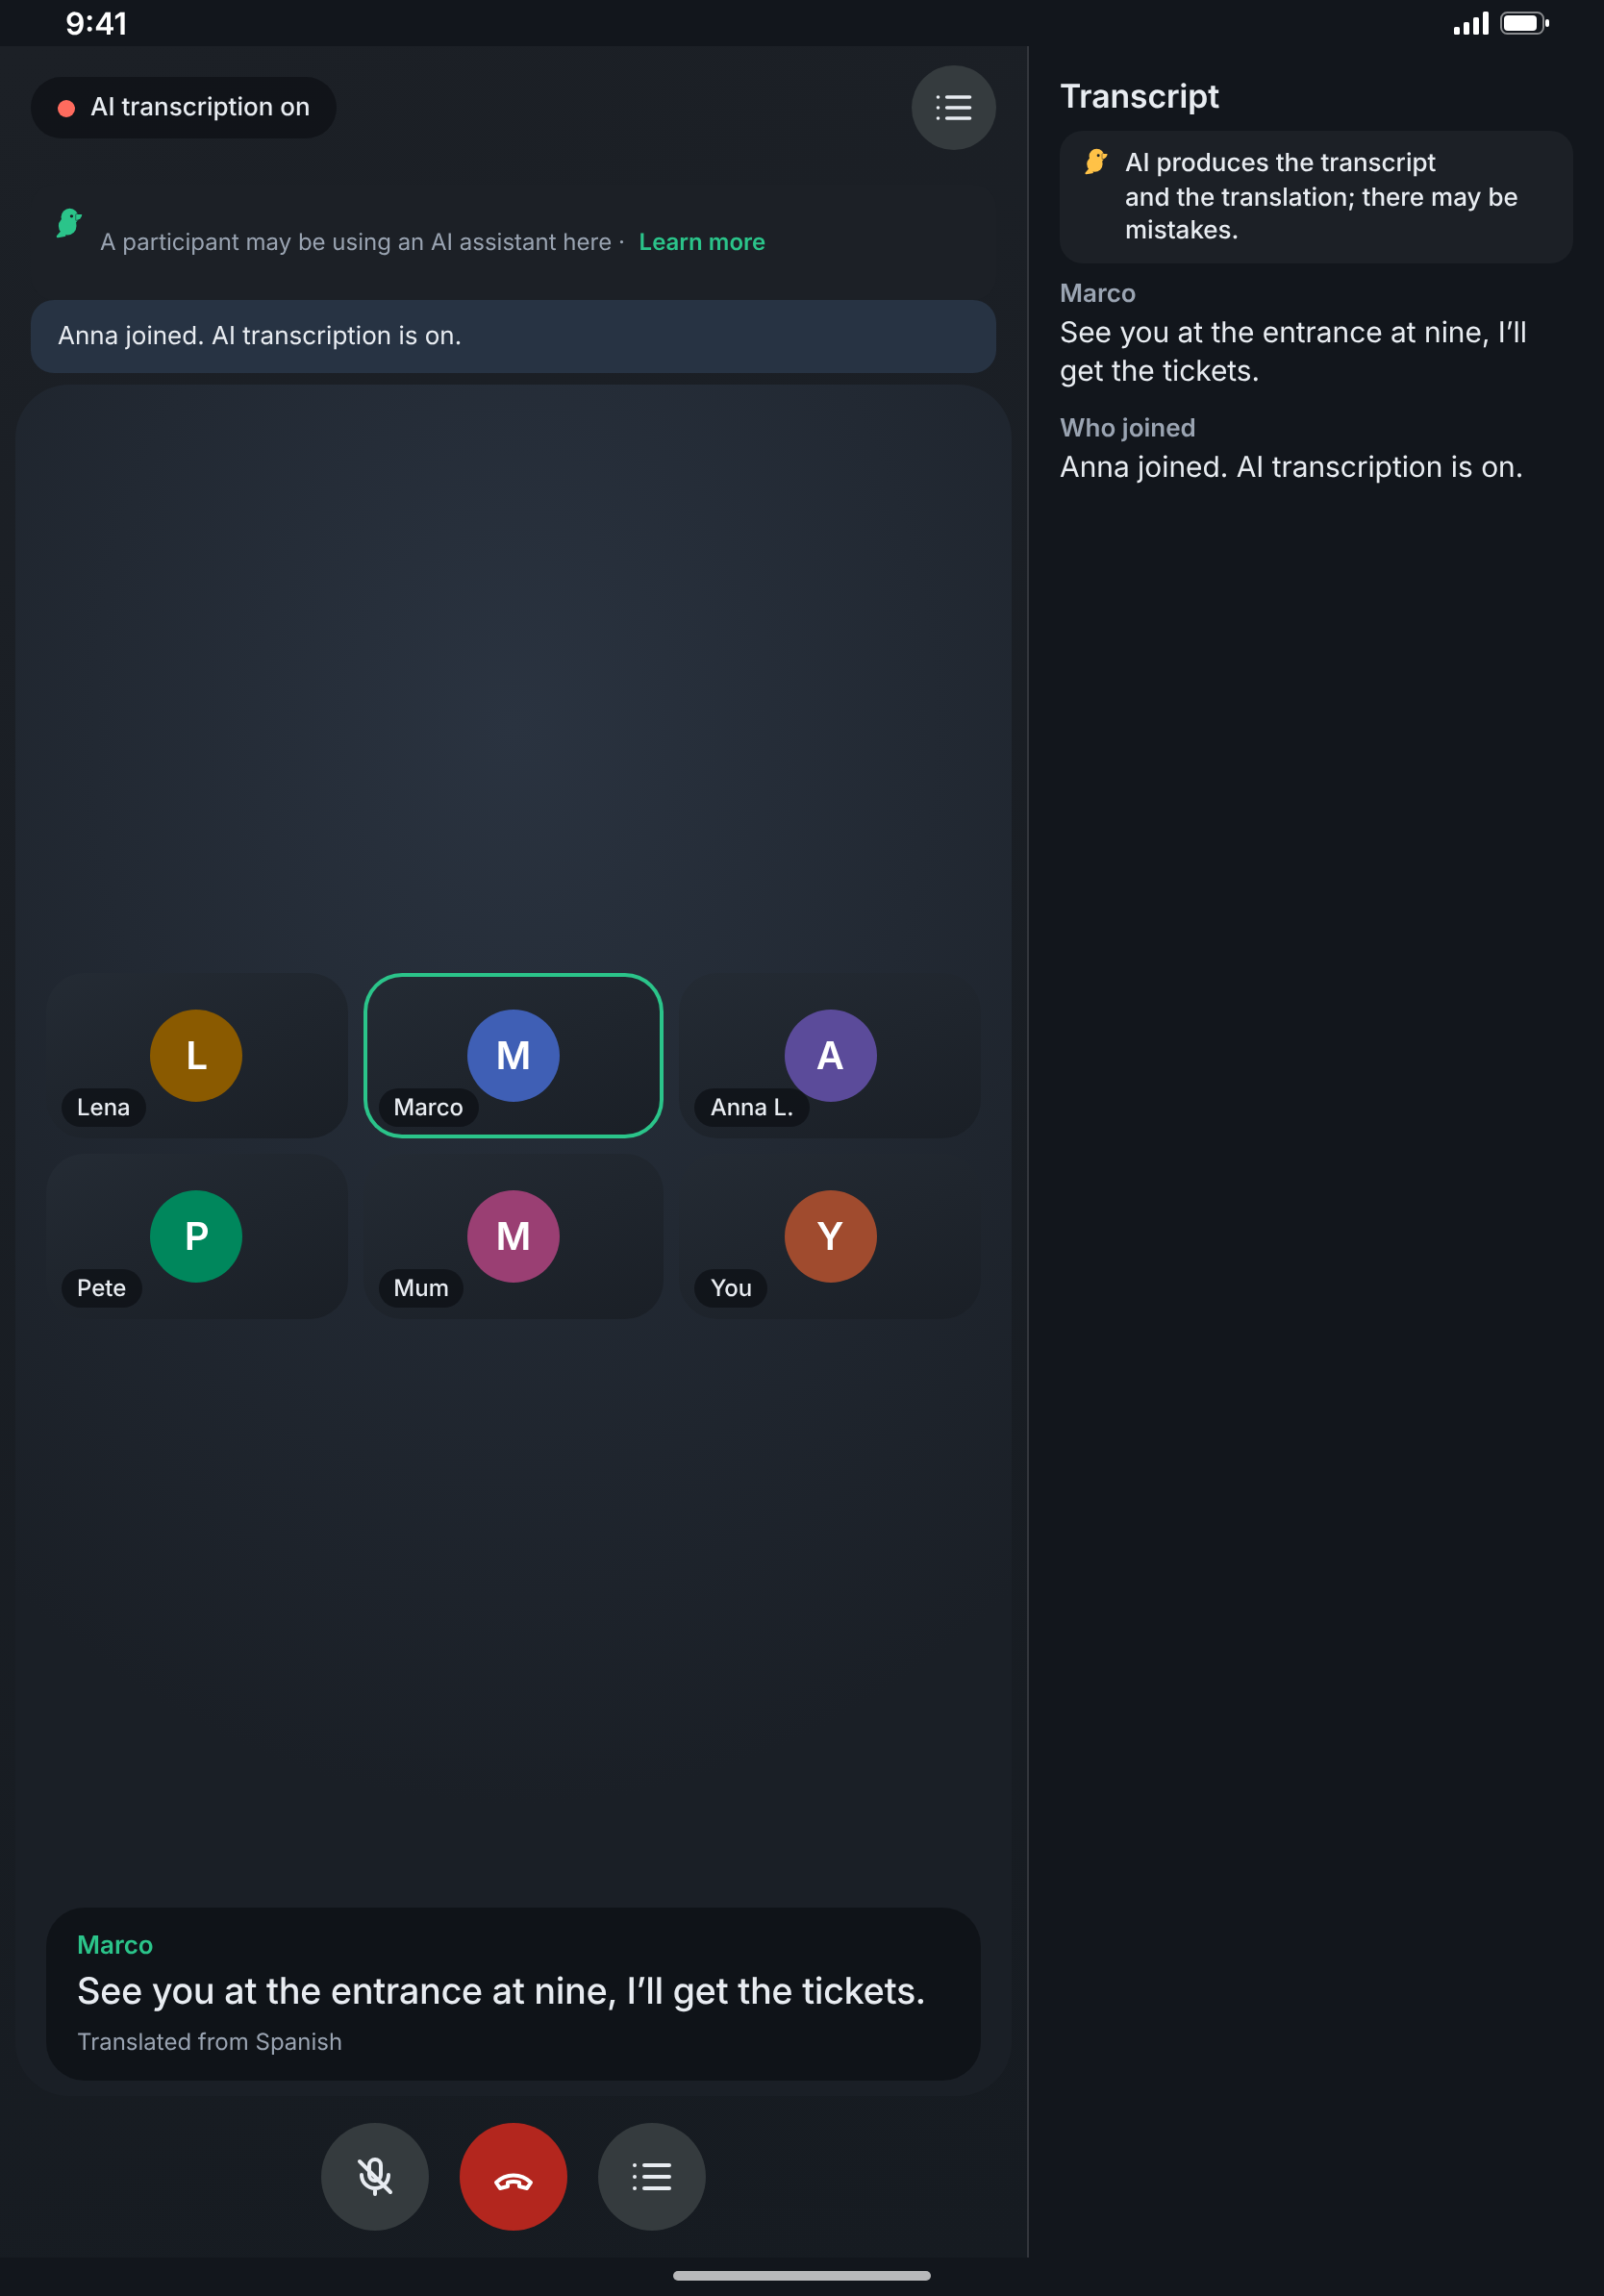 9:41
AI transcription on
A participant may be using an AI assistant here · Learn more
Anna joined. AI transcription is on.
L
Lena
M
Marco
A
Anna L.
P
Pete
M
Mum
Y
You
Marco
See you at the entrance at nine, I’ll get the tickets.
Translated from Spanish
Transcript
AI produces the transcript
and the translation; there may be
mistakes.
Marco
See you at the entrance at nine, I’ll
get the tickets.
Who joined
Anna joined. AI transcription is on.